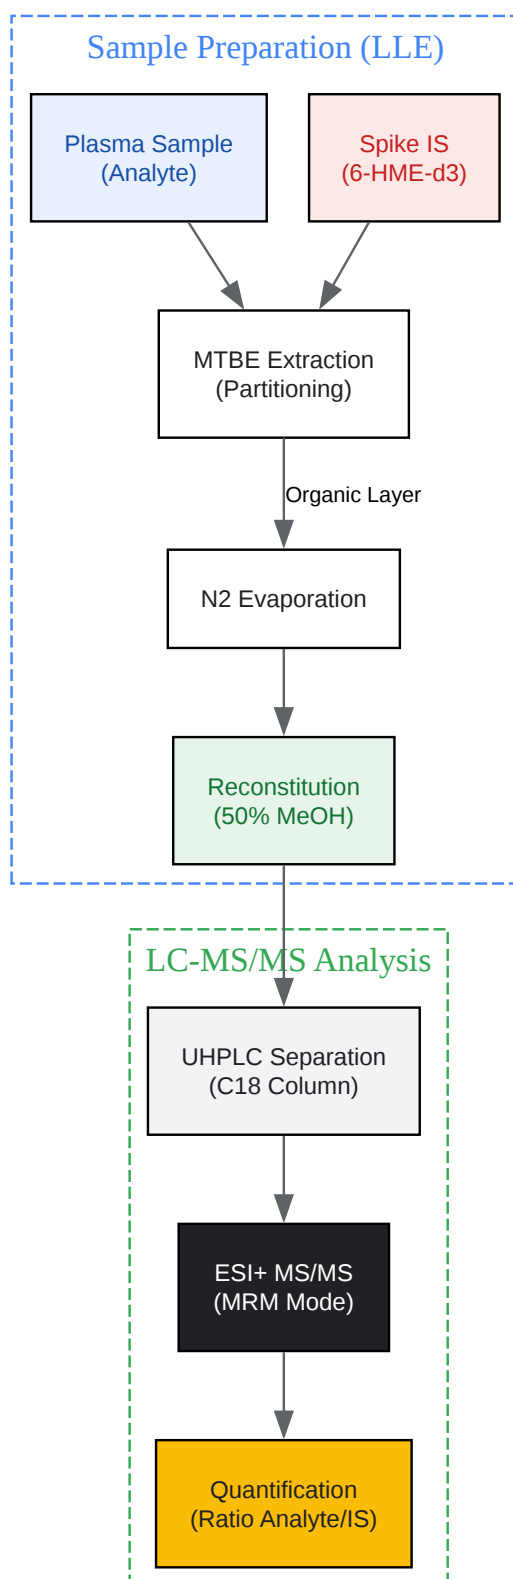 Sample Preparation (LLE)
Plasma Sample
(Analyte)
Spike IS
(6-HME-d3)
MTBE Extraction
(Partitioning)
Organic Layer
N2 Evaporation
Reconstitution
(50% MeOH)
LC-MS/MS Analysis
UHPLC Separation
(C18 Column)
ESI+ MS/MS
(MRM Mode)
Quantification
(Ratio Analyte/IS)